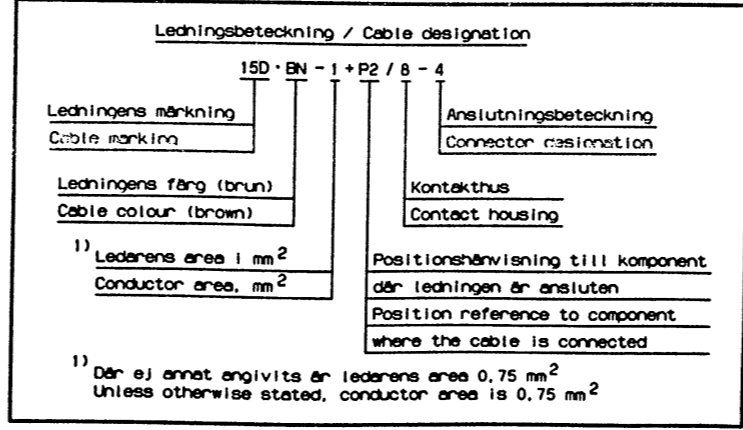 Ledningsbeteckning / Cable designation
15D · BN - 1 + P2 / 8 - 4
Ledningens märkning
Cable marking
Anslutningsbeteckning
Connector designation
Ledningens färg (brun)
Cable colour (brown)
Kontakthus
Contact housing
1) Ledarens area i mm2
Conductor area, mm2
Positionshänvisning till komponent
där ledningen är ansluten
Position reference to component
where the cable is connected
1) Där ej annat angivits är ledarens area 0,75 mm2
Unless otherwise stated, conductor area is 0,75 mm2